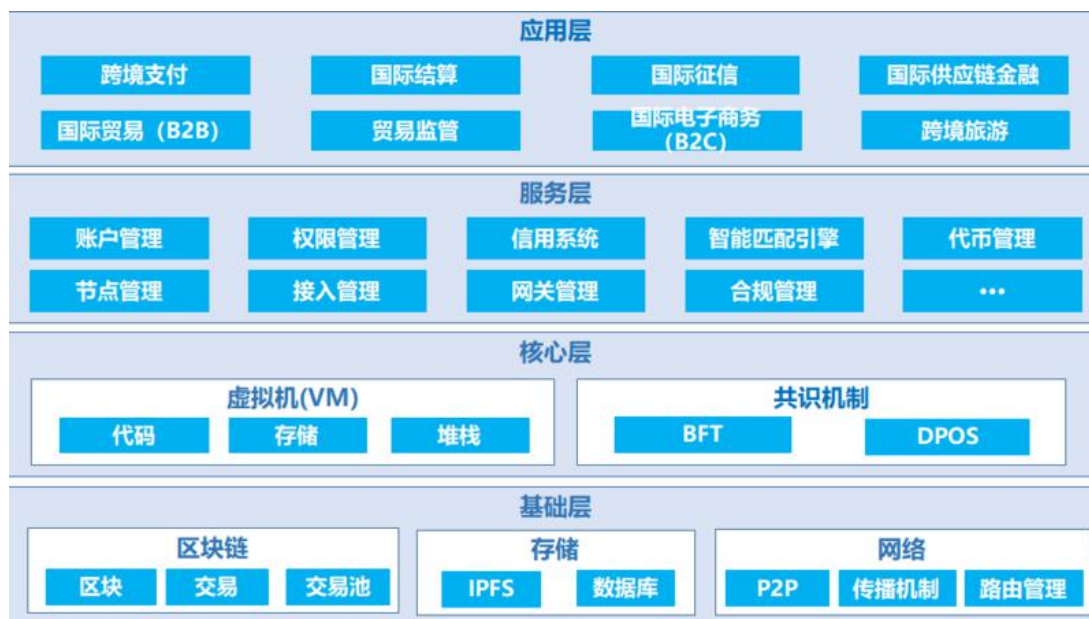 应用层
跨境支付
国际结算
国际征信
国际供应链金融
国际贸易（B2B）
贸易监管
国际电子商务
(B2C)
跨境旅游
服务层
账户管理
权限管理
信用系统
智能匹配引擎
代币管理
节点管理
接入管理
网关管理
合规管理
···
核心层
虚拟机(VM)
共识机制
代码
存储
堆栈
BFT
DPOS
基础层
区块链
存储
网络
区块
交易
交易池
IPFS
数据库
P2P
传播机制
路由管理